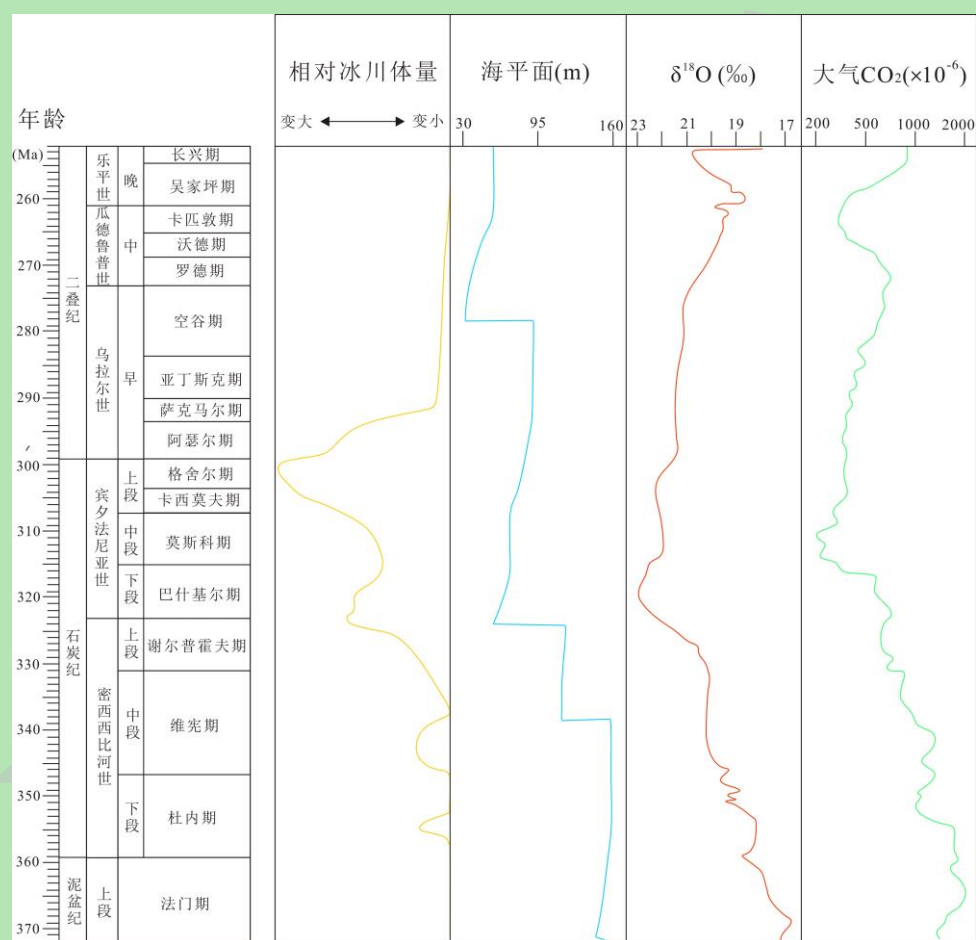 相对冰川体量
海平面(m)
δ¹⁸O (‰)
大气CO₂(×10⁻⁶)
年龄
(Ma)
变大
变小
30 95 160
23 21 19 17
200 500 1000 2000
260
270
280
290
300
310
320
330
340
350
360
370
二叠纪
石炭纪
泥盆纪
乐平世
瓜德鲁普世
乌拉尔世
宾夕法尼亚世
密西西比河世
上段
晚
中
早
上段
中段
下段
上段
中段
下段
长兴期
吴家坪期
卡匹敦期
沃德期
罗德期
空谷期
亚丁斯克期
萨克马尔期
阿瑟尔期
格舍尔期
卡西莫夫期
莫斯科期
巴什基尔期
谢尔普霍夫期
维宪期
杜内期
法门期